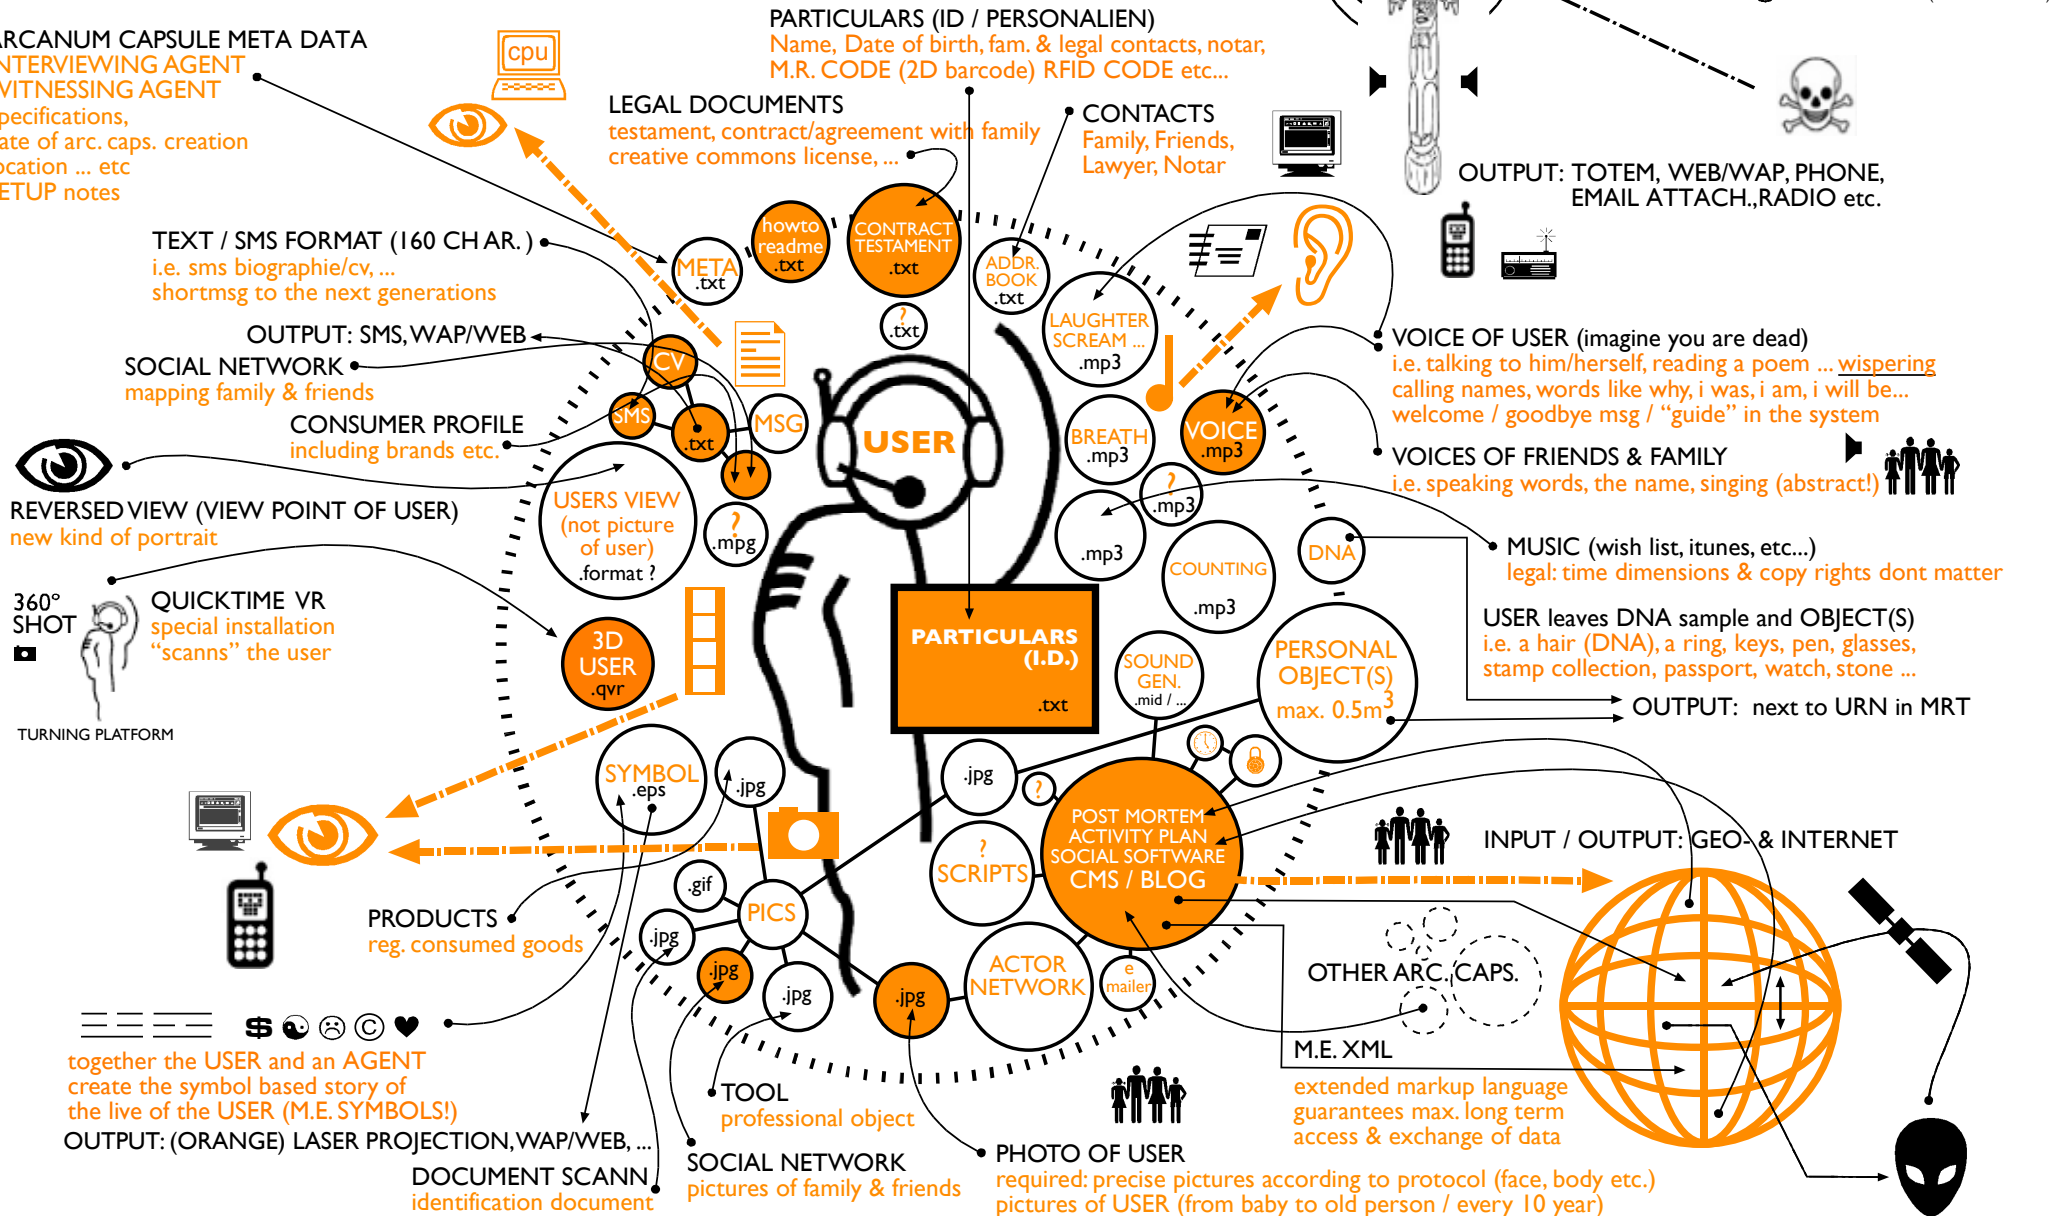 PARTICULARS (ID / PERSONALIEN)
Name, Date of birth, fam. & legal contacts, notar,
M.R. CODE (2D barcode) RFID CODE etc...
ARCANUM CAPSULE META DATA
INTERVIEWING AGENT
WITNESSING AGENT
pecifications,
ate of arc. caps. creation
ocation ... etc
ETUP notes
cpu
LEGAL DOCUMENTS
testament, contract/agreement with family
creative commons license, ...
CONTACTS
Family, Friends,
Lawyer, Notar
OUTPUT: TOTEM, WEB/WAP, PHONE,
EMAIL ATTACH.,RADIO etc.
TEXT / SMS FORMAT (160 CHAR. )
i.e. sms biographie/cv, ...
shortmsg to the next generations
OUTPUT: SMS, WAP/WEB
SOCIAL NETWORK
mapping family & friends
CONSUMER PROFILE
including brands etc.
REVERSED VIEW (VIEW POINT OF USER)
new kind of portrait
360º
SHOT
QUICKTIME VR
special installation
“scanns” the user
TURNING PLATFORM
META
.txt
howto
readme
.txt
CONTRACT
TESTAMENT
.txt
?
.txt
ADDR.
BOOK
.txt
LAUGHTER
SCREAM ...
.mp3
CV
SMS
.txt
MSG
USERS VIEW
(not picture
of user)
.format ?
?
.mpg
USER
BREATH
.mp3
VOICE
.mp3
?
.mp3
.mp3
COUNTING
.mp3
DNA
3D
USER
.qvr
PARTICULARS
(I.D.)
.txt
SOUND
GEN.
.mid / ...
PERSONAL
OBJECT(S)
max. 0.5m3
VOICE OF USER (imagine you are dead)
i.e. talking to him/herself, reading a poem ... wispering
calling names, words like why, i was, i am, i will be...
welcome / goodbye msg / “guide” in the system
VOICES OF FRIENDS & FAMILY
i.e. speaking words, the name, singing (abstract!)
MUSIC (wish list, itunes, etc...)
legal: time dimensions & copy rights dont matter
USER leaves DNA sample and OBJECT(S)
i.e. a hair (DNA), a ring, keys, pen, glasses,
stamp collection, passport, watch, stone ...
OUTPUT: next to URN in MRT
SYMBOL
.eps
.jpg
.jpg
?
POST MORTEM
ACTIVITY PLAN
SOCIAL SOFTWARE
CMS / BLOG
?
SCRIPTS
ACTOR
NETWORK
e
mailer
.gif
PICS
.jpg
.jpg
.jpg
.jpg
PRODUCTS
reg. consumed goods
INPUT / OUTPUT: GEO- & INTERNET
OTHER ARC. CAPS.
M.E. XML
extended markup language
guarantees max. long term
access & exchange of data
$ ☯ ☹ © ♥
together the USER and an AGENT
create the symbol based story of
the live of the USER (M.E. SYMBOLS!)
OUTPUT: (ORANGE) LASER PROJECTION, WAP/WEB, ...
DOCUMENT SCANN
identification document
TOOL
professional object
SOCIAL NETWORK
pictures of family & friends
PHOTO OF USER
required: precise pictures according to protocol (face, body etc.)
pictures of USER (from baby to old person / every 10 year)